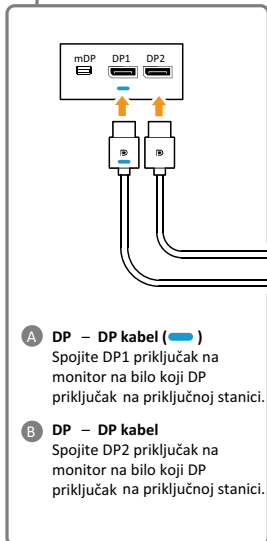 mDP DP1 DP2
A DP – DP kabel ( )
Spojite DP1 priključak na
monitor na bilo koji DP
priključak na priključnoj stanici.
B DP – DP kabel
Spojite DP2 priključak na
monitor na bilo koji DP
priključak na priključnoj stanici.